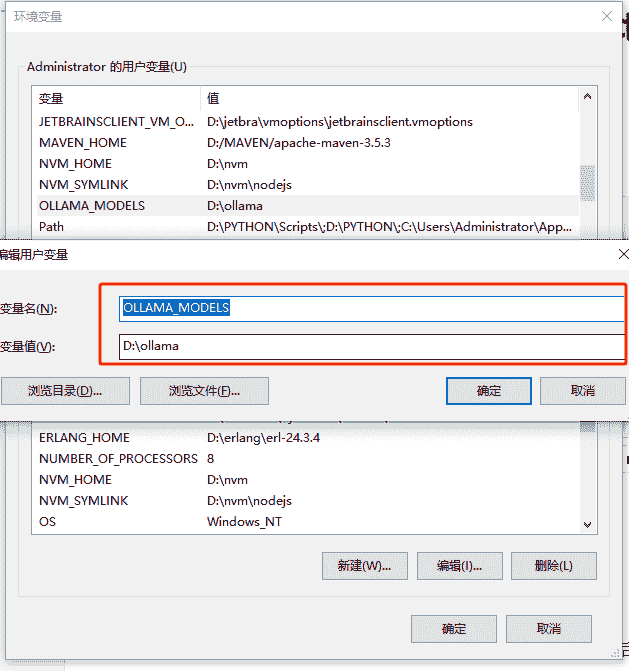 环境变量
Administrator 的用户变量(U)
变量 值
JETBRAINSCLIENT_VM_O... D:\jetbra\vmoptions\jetbrainsclient.vmoptions
MAVEN_HOME D:/MAVEN/apache-maven-3.5.3
NVM_HOME D:\nvm
NVM_SYMLINK D:\nvm\nodejs
OLLAMA_MODELS D:\ollama
Path D:\PYTHON\Scripts\;D:\PYTHON\;C:\Users\Administrator\App...
编辑用户变量
变量名(N): OLLAMA_MODELS
变量值(V): D:\ollama
浏览目录(D)... 浏览文件(F)... 确定 取消
ERLANG_HOME D:\erlang\erl-24.3.4
NUMBER_OF_PROCESSORS 8
NVM_HOME D:\nvm
NVM_SYMLINK D:\nvm\nodejs
OS Windows_NT
新建(W)... 编辑(I)... 删除(L)
确定 取消